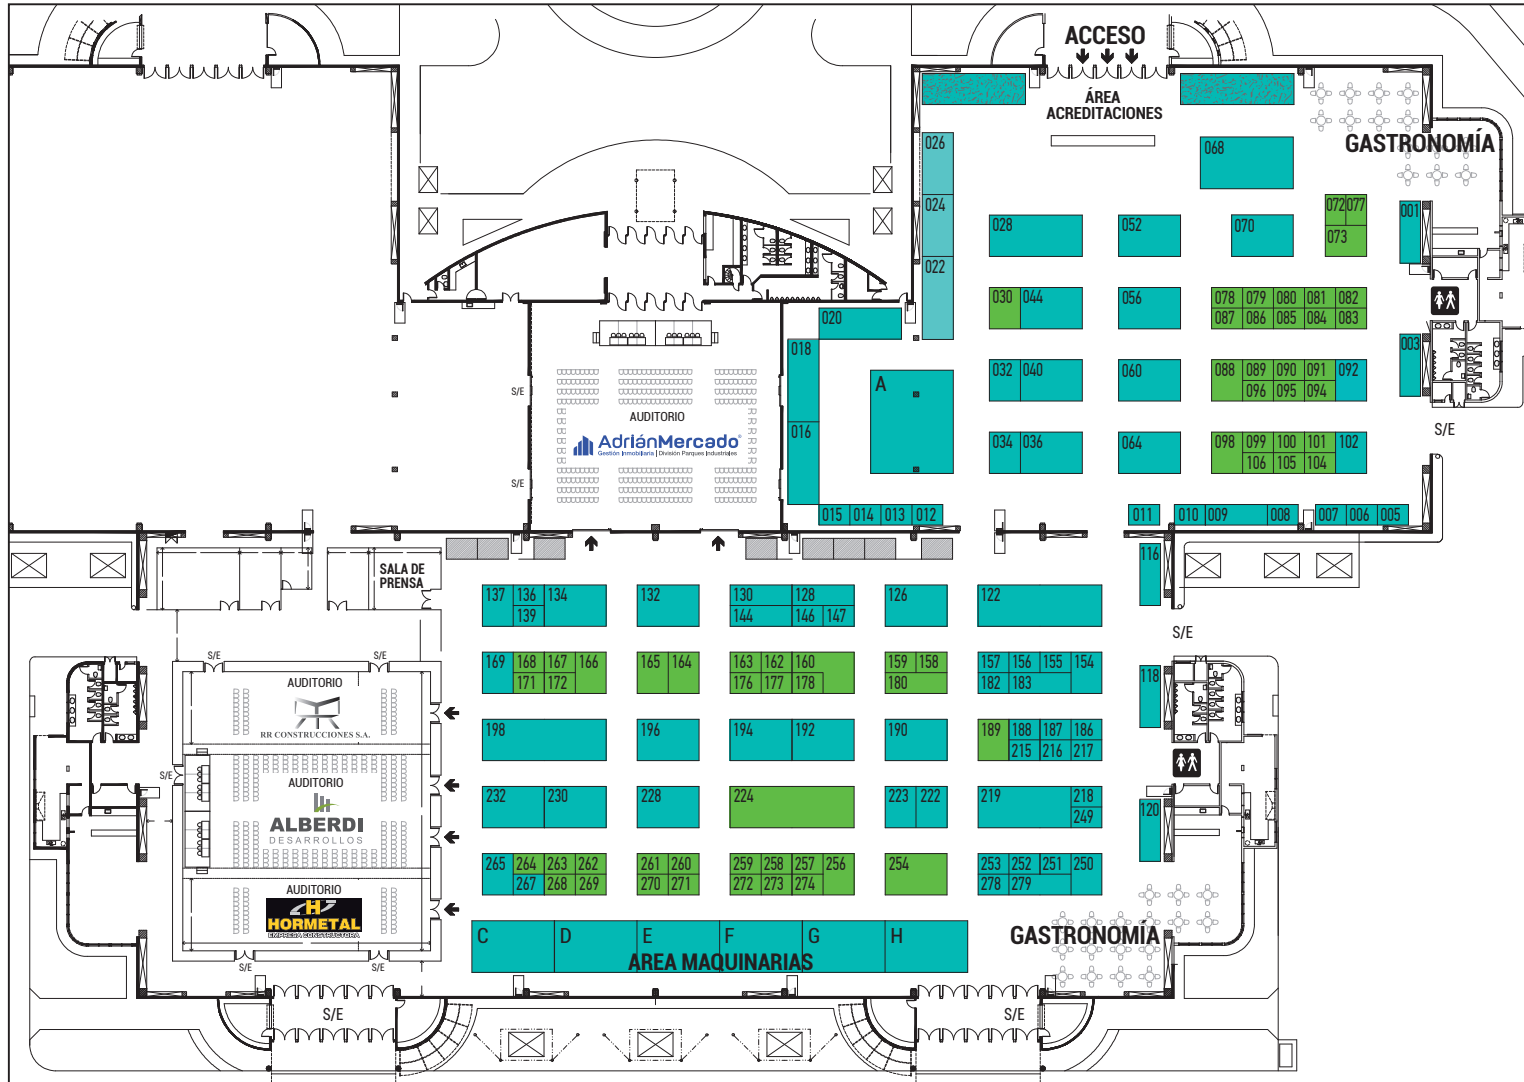 ACCESO
ÁREA
ACREDITACIONES
GASTRONOMÍA
026
068
024
072 077
001
028
052
070
073
022
030 044
056
078 079 080 081 082
087 086 085 084 083
020
018
003
A
032 040
060
088 089 090 091 092
096 095 094
S/E
AUDITORIO
AdriánMercado®
Gestión Inmobiliaria | División Parques Industriales
016
034 036
064
098 099 100 101 102
106 105 104
S/E
S/E
015 014 013 012
011
010 009 008
007 006 005
SALA DE
PRENSA
116
137 136 134
132
130 128
126
122
139
144 146 147
S/E
S/E
S/E
169 168 167 166
165 164
163 162 160
159 158
157 156 155 154
171 172
176 177 178
180
182 183
118
AUDITORIO
RR CONSTRUCCIONES S.A.
198
196
194 192
190
189 188 187 186
215 216 217
S/E
AUDITORIO
ALBERDI
DESARROLLOS
232 230
228
224
223 222
219
218
249
120
265 264 263 262
261 260
259 258 257 256
254
253 252 251 250
267 268 269
270 271
272 273 274
278 279
AUDITORIO
H
HORMETAL
EMPRESA CONSTRUCTORA
C D E F G H
AREA MAQUINARIAS
GASTRONOMÍA
S/E
S/E
S/E
S/E